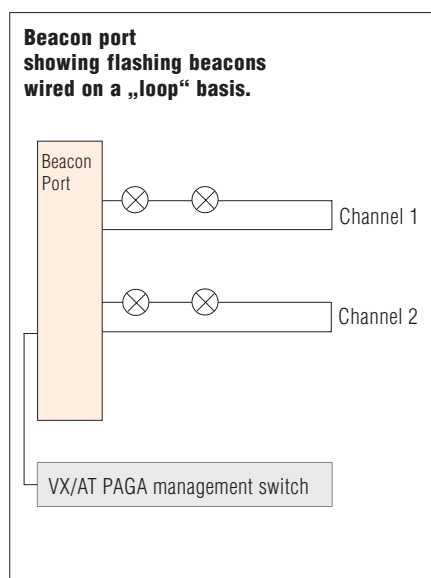 Beacon port
showing flashing beacons
wired on a „loop“ basis.
Beacon
Port
Channel 1
Channel 2
VX/AT PAGA management switch